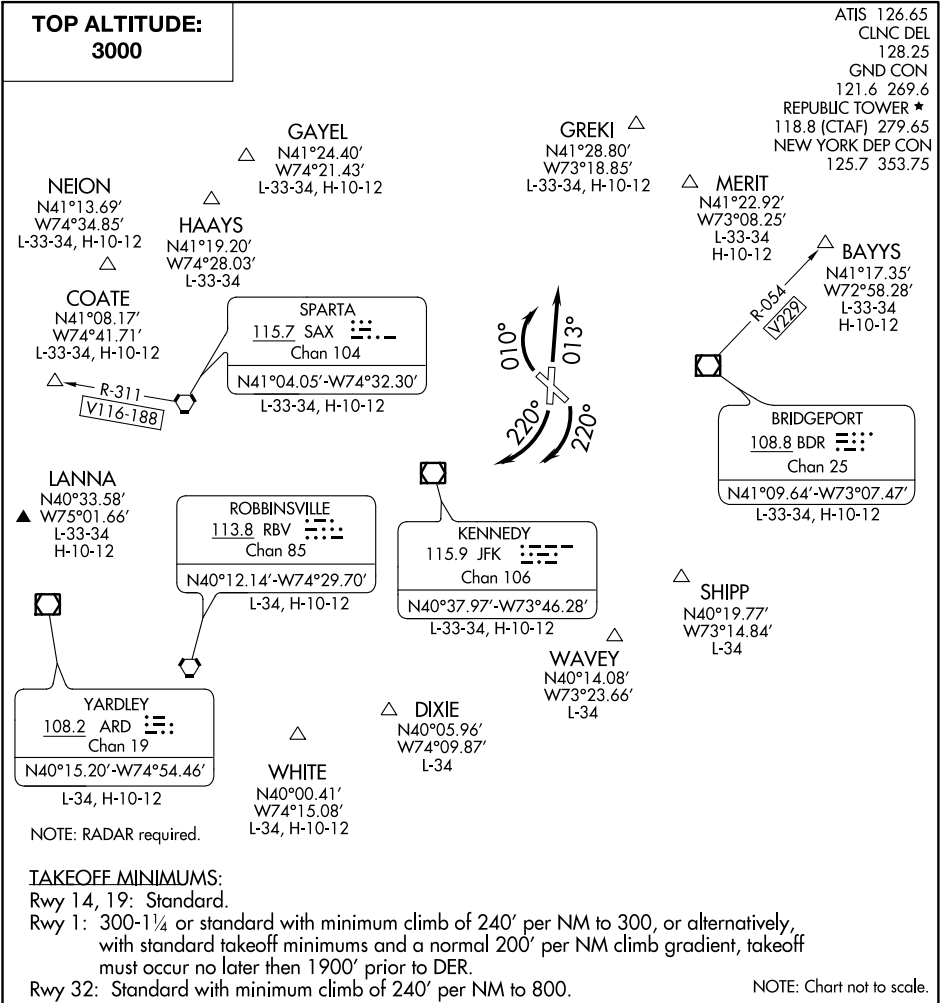 TOP ALTITUDE:
3000
ATIS 126.65
CLNC DEL
128.25
GND CON
121.6 269.6
REPUBLIC TOWER ★
118.8 (CTAF) 279.65
NEW YORK DEP CON
125.7 353.75
GAYEL
N41°24.40′
W74°21.43′
L-33-34, H-10-12
GREKI
N41°28.80′
W73°18.85′
L-33-34, H-10-12
NEION
N41°13.69′
W74°34.85′
L-33-34, H-10-12
HAAYS
N41°19.20′
W74°28.03′
L-33-34
MERIT
N41°22.92′
W73°08.25′
L-33-34
H-10-12
BAYYS
N41°17.35′
W72°58.28′
L-33-34
H-10-12
COATE
N41°08.17′
W74°41.71′
L-33-34, H-10-12
SPARTA
115.7 SAX
Chan 104
N41°04.05′-W74°32.30′
L-33-34, H-10-12
R-311
V116-188
010°
013°
220°
220°
R-054
V229
BRIDGEPORT
108.8 BDR
Chan 25
N41°09.64′-W73°07.47′
L-33-34, H-10-12
LANNA
N40°33.58′
W75°01.66′
L-33-34
H-10-12
ROBBINSVILLE
113.8 RBV
Chan 85
N40°12.14′-W74°29.70′
L-34, H-10-12
KENNEDY
115.9 JFK
Chan 106
N40°37.97′-W73°46.28′
L-33-34, H-10-12
SHIPP
N40°19.77′
W73°14.84′
L-34
WAVEY
N40°14.08′
W73°23.66′
L-34
YARDLEY
108.2 ARD
Chan 19
N40°15.20′-W74°54.46′
L-34, H-10-12
DIXIE
N40°05.96′
W74°09.87′
L-34
WHITE
N40°00.41′
W74°15.08′
L-34, H-10-12
NOTE: RADAR required.
TAKEOFF MINIMUMS:
Rwy 14, 19: Standard.
Rwy 1: 300-1¼ or standard with minimum climb of 240′ per NM to 300, or alternatively,
with standard takeoff minimums and a normal 200′ per NM climb gradient, takeoff
must occur no later then 1900′ prior to DER.
Rwy 32: Standard with minimum climb of 240′ per NM to 800.
NOTE: Chart not to scale.